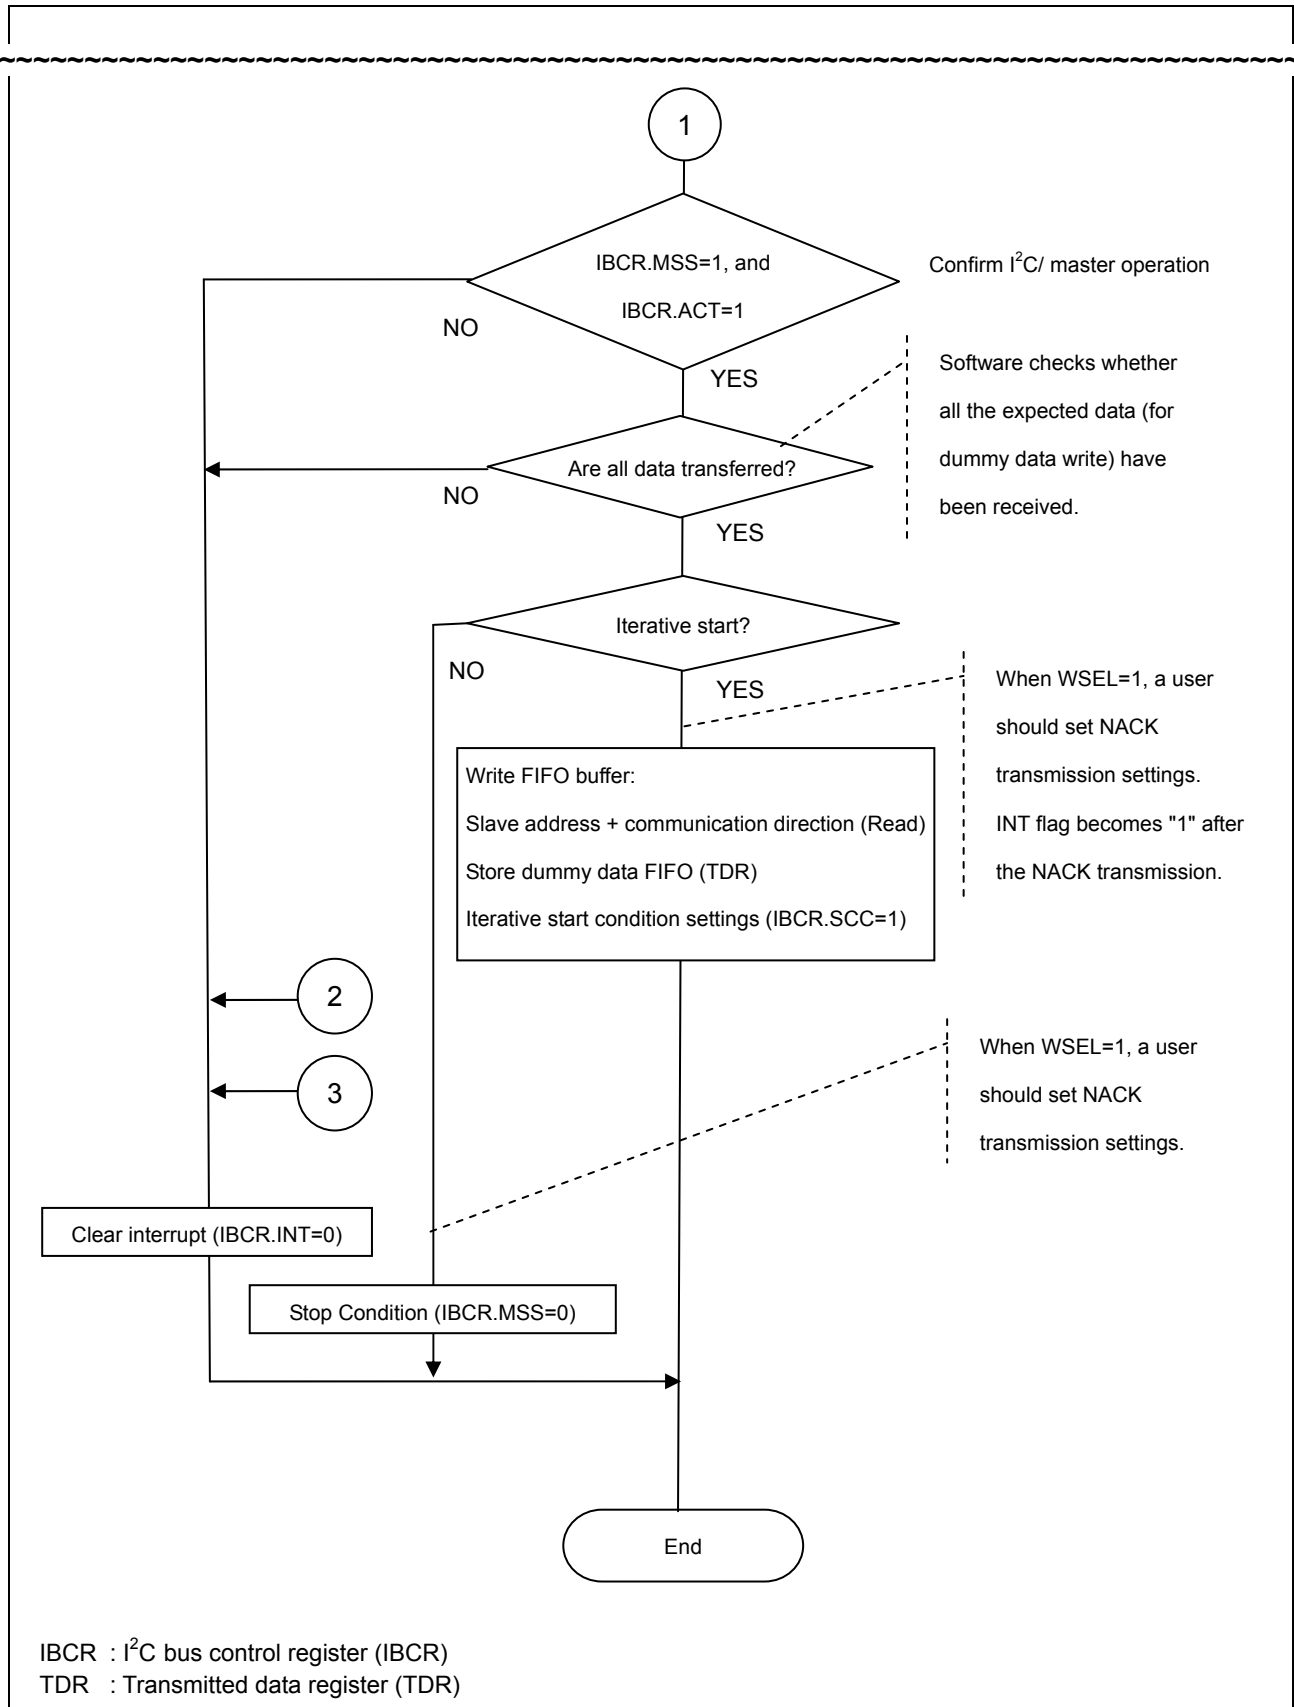 1
IBCR.MSS=1, and
IBCR.ACT=1
Confirm I2C/ master operation
NO
YES
Software checks whether
all the expected data (for
dummy data write) have
been received.
Are all data transferred?
NO
YES
Iterative start?
NO
YES
When WSEL=1, a user
should set NACK
transmission settings.
INT flag becomes "1" after
the NACK transmission.
Write FIFO buffer:
Slave address + communication direction (Read)
Store dummy data FIFO (TDR)
Iterative start condition settings (IBCR.SCC=1)
2
3
When WSEL=1, a user
should set NACK
transmission settings.
Clear interrupt (IBCR.INT=0)
Stop Condition (IBCR.MSS=0)
End
IBCR : I2C bus control register (IBCR)
TDR : Transmitted data register (TDR)